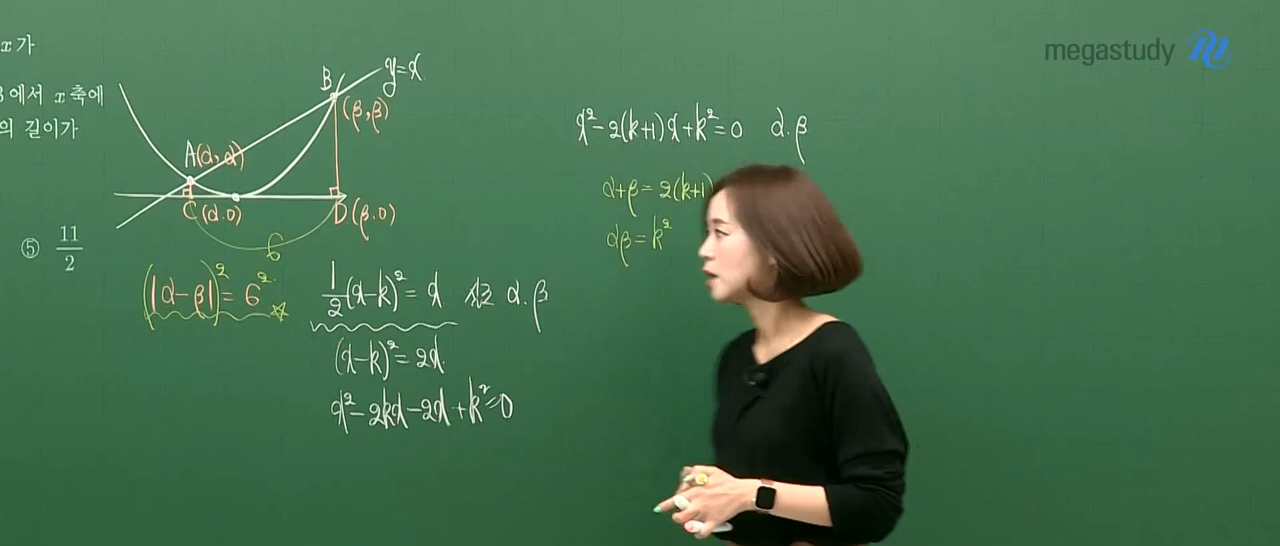 x가
에서 x축에
의 길이가
⑤ 11/2
y=x
B
(β,β)
A(α,α)
C(α.0)
D(β.0)
6
(|α-β|)²=6²
½(x-k)²=x α.β
(x-k)²=2x
x²-2kx-2x+k²=0
x²-2(k+1)x+k²=0 α.β
α+β=2(k+1)
αβ=k²
megastudy